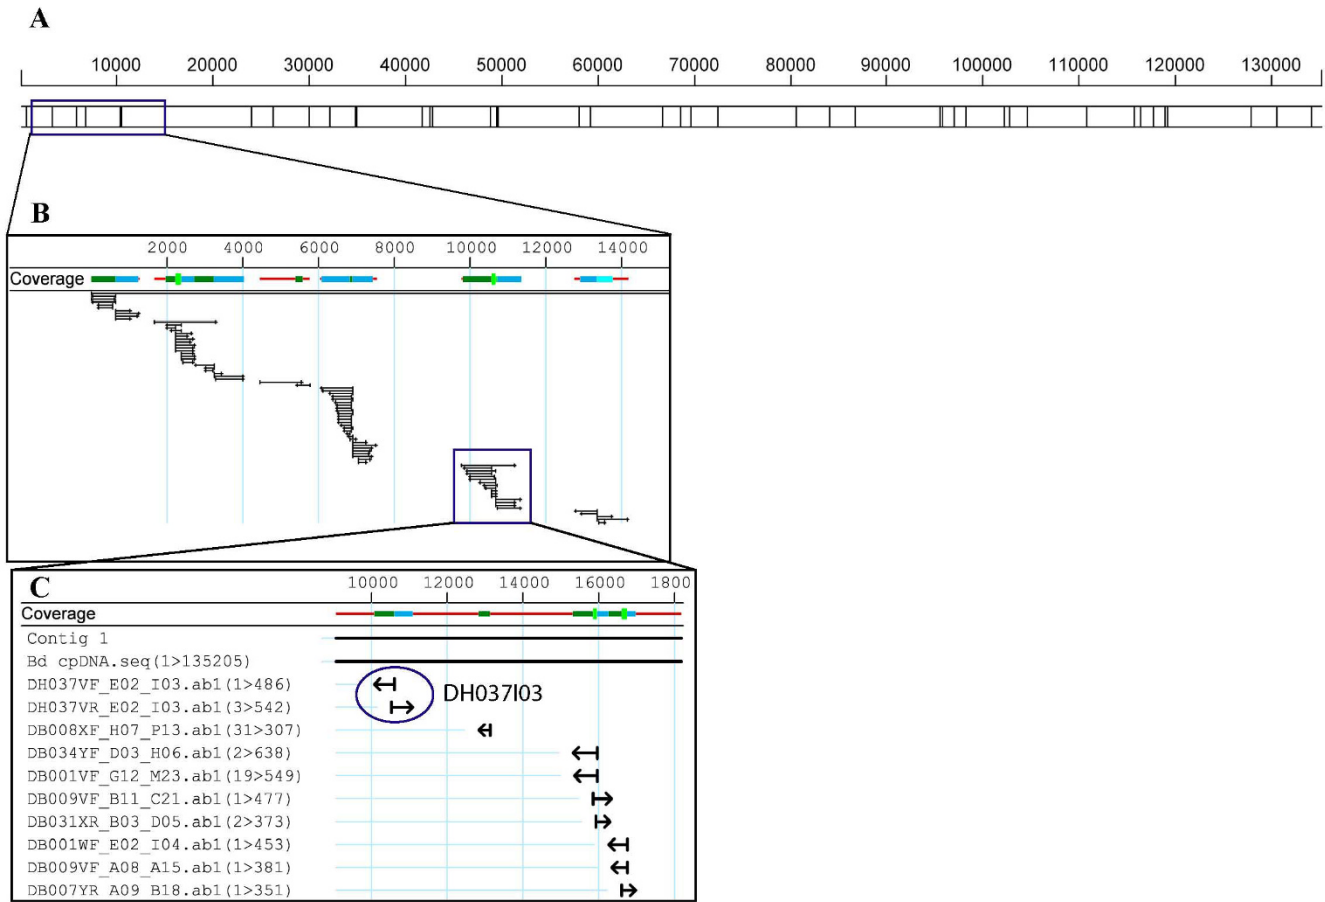 A
10000 20000 30000 40000 50000 60000 70000 80000 90000 100000 110000 120000 130000
B
2000 4000 6000 8000 10000 12000 14000
Coverage
C
10000 12000 14000 16000 1800
Coverage
Contig 1
Bd cpDNA.seq(1>135205)
DH037VF_E02_I03.ab1(1>486)
DH037I03
DH037VR_E02_I03.ab1(3>542)
DB008XF_H07_P13.ab1(31>307)
DB034YF_D03_H06.ab1(2>638)
DB001VF_G12_M23.ab1(19>549)
DB009VF_B11_C21.ab1(1>477)
DB031XR_B03_D05.ab1(2>373)
DB001WF_E02_I04.ab1(1>453)
DB009VF_A08_A15.ab1(1>381)
DB007YR_A09_B18.ab1(1>351)